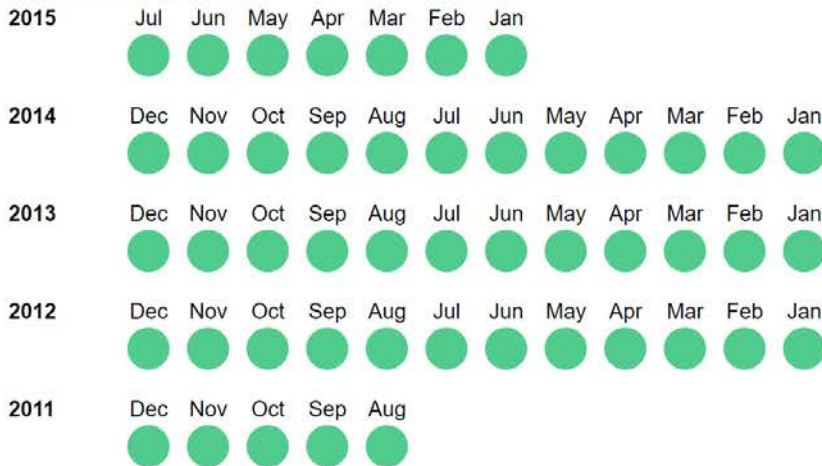 2015 Jul Jun May Apr Mar Feb Jan
2014 Dec Nov Oct Sep Aug Jul Jun May Apr Mar Feb Jan
2013 Dec Nov Oct Sep Aug Jul Jun May Apr Mar Feb Jan
2012 Dec Nov Oct Sep Aug Jul Jun May Apr Mar Feb Jan
2011 Dec Nov Oct Sep Aug